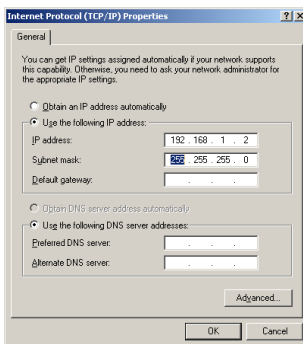 Internet Protocol (TCP/IP) Properties
General
You can get IP settings assigned automatically if your network supports
this capability. Otherwise, you need to ask your network administrator for
the appropriate IP settings.
Obtain an IP address automatically
Use the following IP address:
IP address: 192 . 168 . 1 . 2
Subnet mask: 255 . 255 . 255 . 0
Default gateway: . . .
Obtain DNS server address automatically
Use the following DNS server addresses:
Preferred DNS server: . . .
Alternate DNS server: . . .
Advanced...
OK Cancel